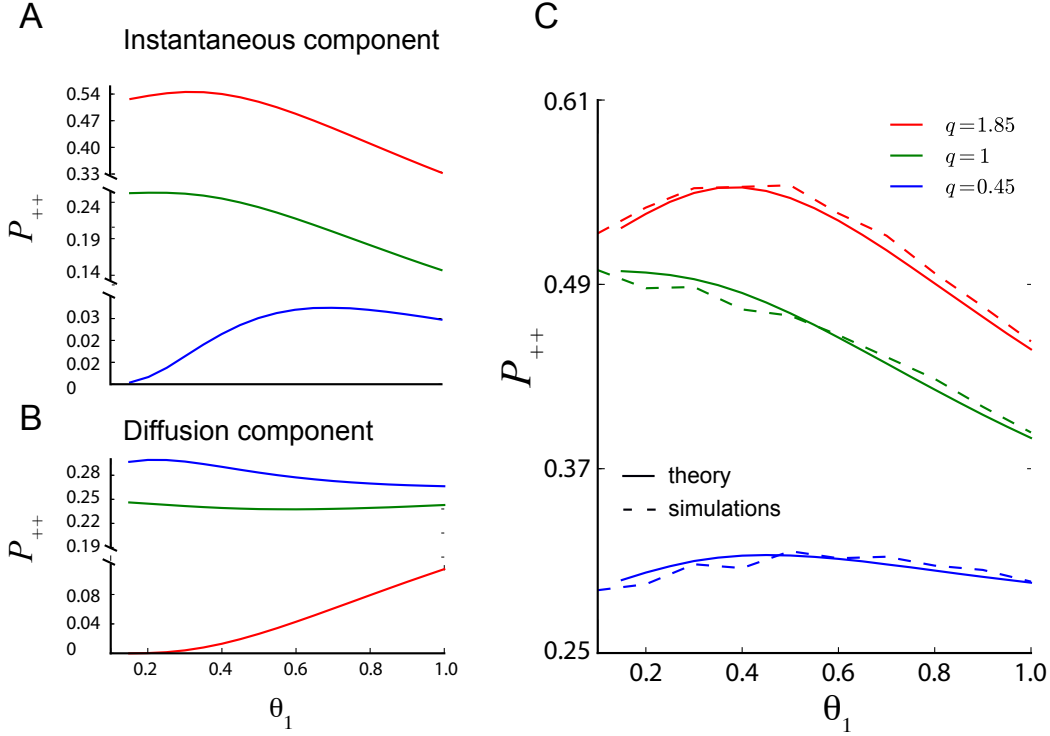 A
Instantaneous component
P++
0.54
0.47
0.40
0.33
0.24
0.19
0.14
0.03
0.02
0.02
0
B
Diffusion component
P++
0.28
0.25
0.22
0.19
0.08
0.04
0
0.2 0.4 0.6 0.8 1.0
θ1
C
P++
0.61
0.49
0.37
0.25
q=1.85
q=1
q=0.45
theory
simulations
0.2 0.4 0.6 0.8 1.0
θ1